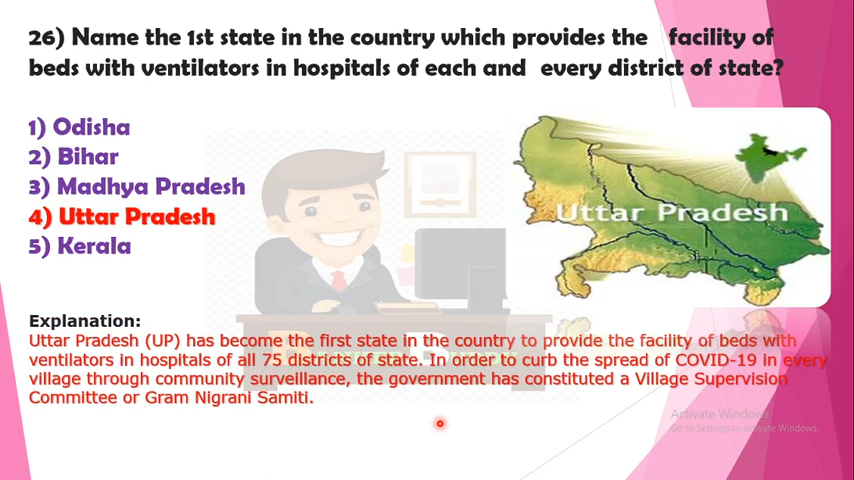 26) Name the 1st state in the country which provides the facility of
beds with ventilators in hospitals of each and every district of state?
1) Odisha
2) Bihar
3) Madhya Pradesh
4) Uttar Pradesh
5) Kerala
Uttar Pradesh
Explanation:
Uttar Pradesh (UP) has become the first state in the country to provide the facility of beds with
ventilators in hospitals of all 75 districts of state. In order to curb the spread of COVID-19 in every
village through community surveillance, the government has constituted a Village Supervision
Committee or Gram Nigrani Samiti.
Activate Windows
Go to Settings to activate Windows.